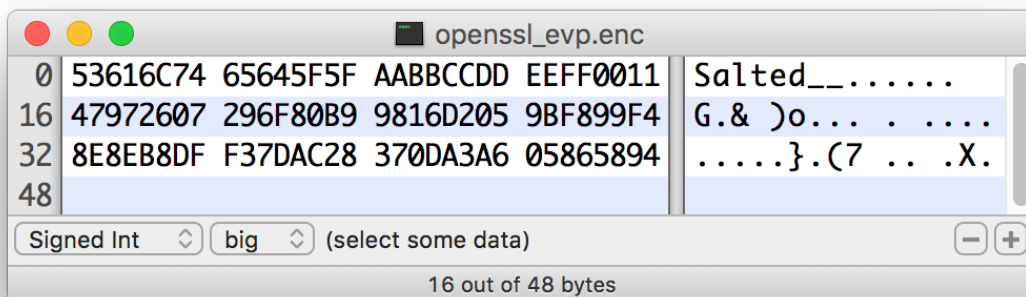 openssl_evp.enc
0 53616C74 65645F5F AABBCCDD EEFF0011 Salted__......
16 47972607 296F80B9 9816D205 9BF899F4 G.& )o... . ....
32 8E8EB8DF F37DAC28 370DA3A6 05865894 .....}.(7 .. .X.
48
Signed Int big (select some data)
16 out of 48 bytes